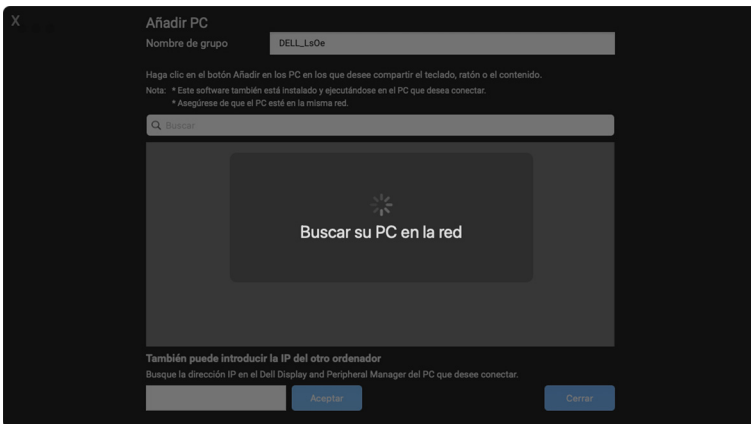 X
Añadir PC
Nombre de grupo DELL_LsOe
Haga clic en el botón Añadir en los PC en los que desee compartir el teclado, ratón o el contenido.
Nota: * Este software también está instalado y ejecutándose en el PC que desea conectar.
* Asegúrese de que el PC esté en la misma red.
Buscar
Buscar su PC en la red
También puede introducir la IP del otro ordenador
Busque la dirección IP en el Dell Display and Peripheral Manager del PC que desee conectar.
Aceptar Cerrar